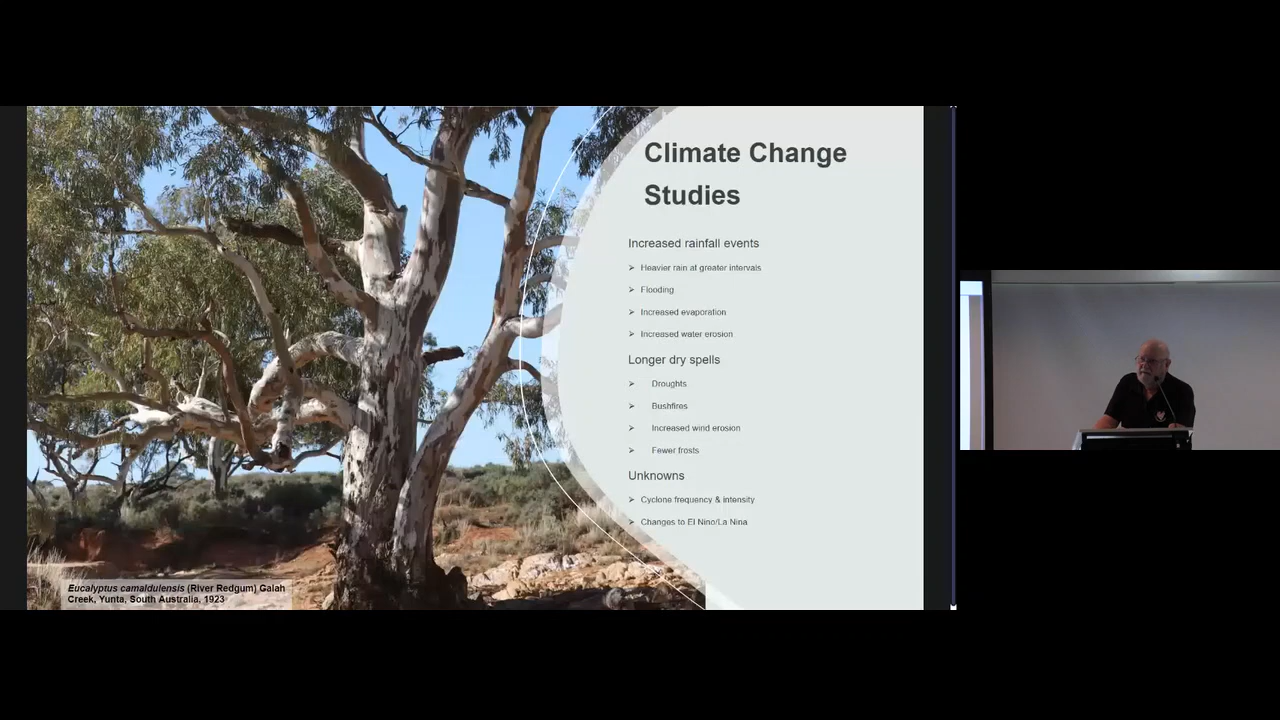 Climate Change
Studies
Increased rainfall events
Heavier rain at greater intervals
Flooding
Increased evaporation
Increased water erosion
Longer dry spells
Droughts
Bushfires
Increased wind erosion
Fewer frosts
Unknowns
Cyclone frequency & intensity
Changes to El Nino/La Nina
Eucalyptus camaldulensis (River Redgum) Galah
Creek, Yunta, South Australia, 1923